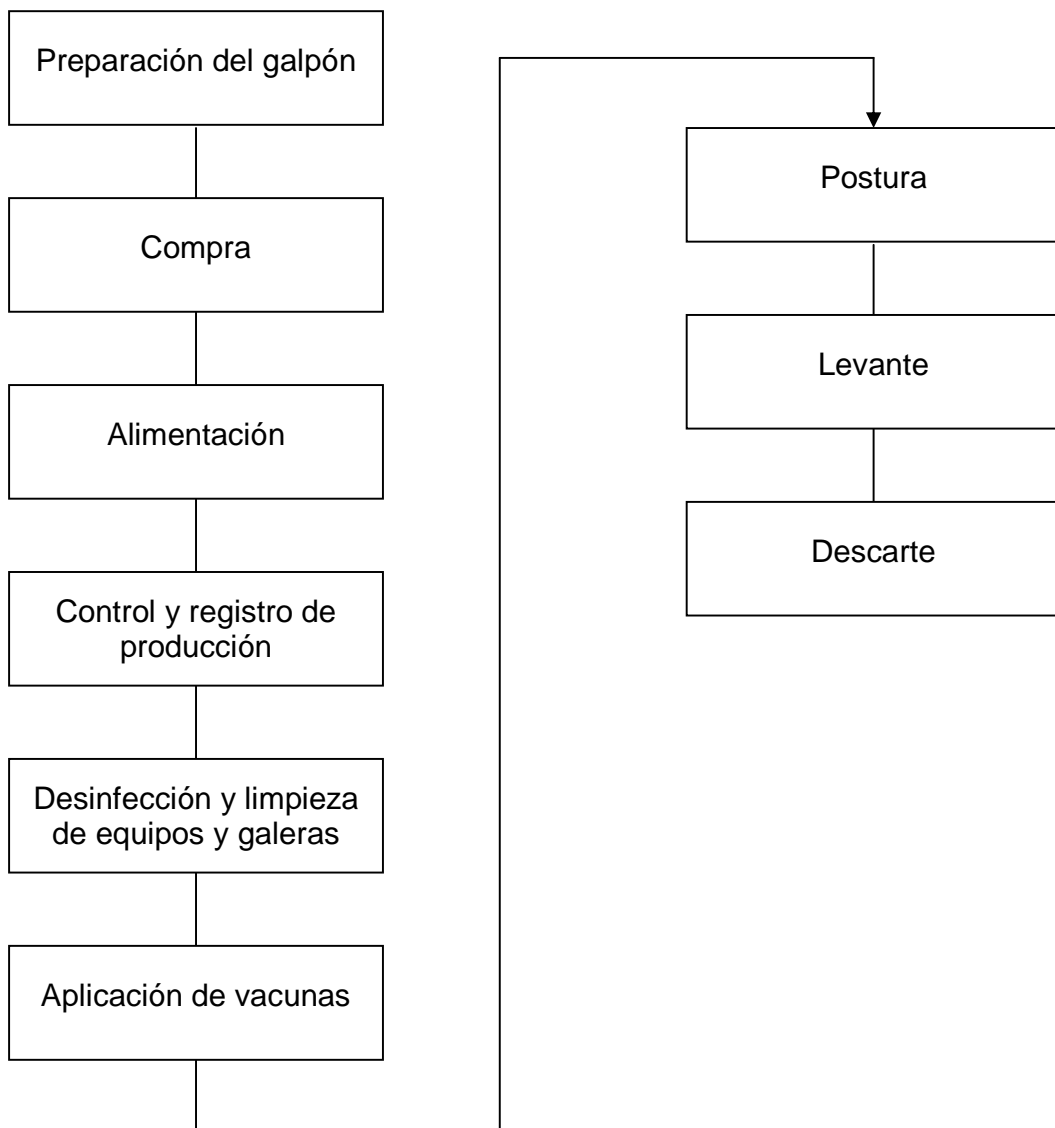 Preparación del galpón
Compra
Alimentación
Control y registro de
producción
Desinfección y limpieza
de equipos y galeras
Aplicación de vacunas
Postura
Levante
Descarte